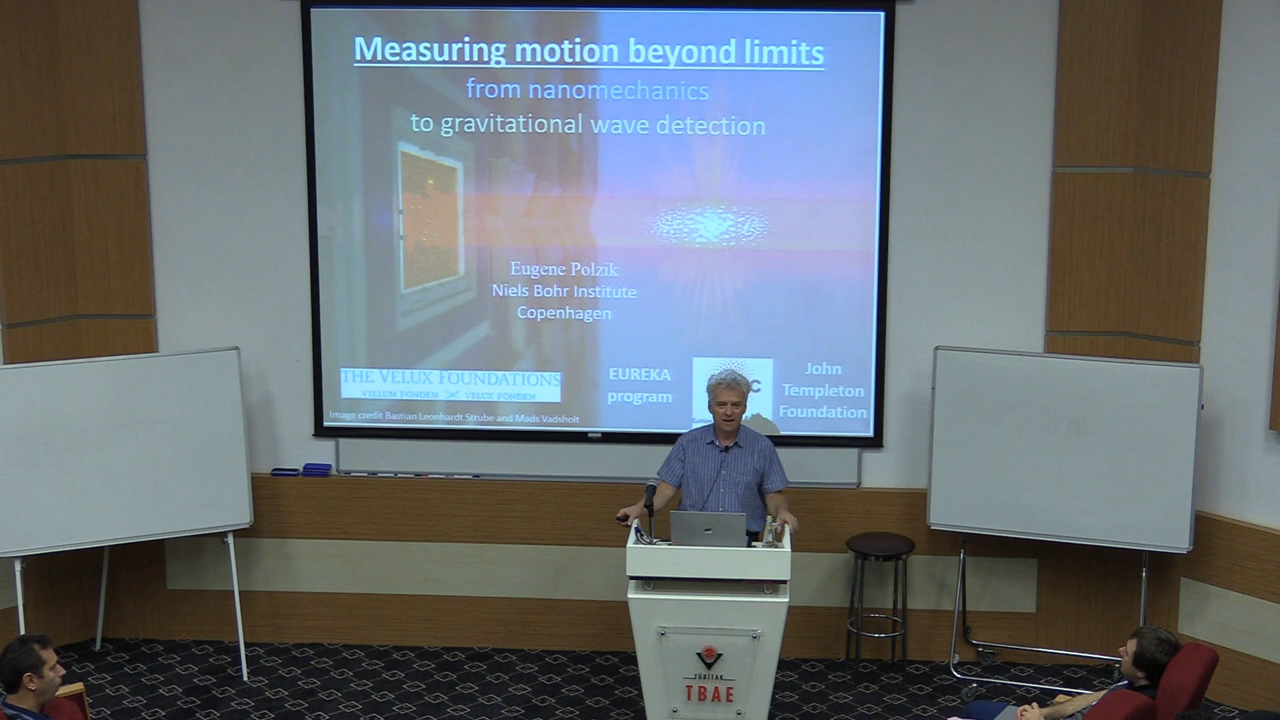 Measuring motion beyond limits
from nanomechanics
to gravitational wave detection
Eugene Polzik
Niels Bohr Institute
Copenhagen
THE VELUX FOUNDATIONS
VILLUM FONDEN VELUX FONDEN
EUREKA
program
C
John
Templeton
Foundation
Image credit Bastian Leonhardt Strube and Mads Vadsholt
TÜBİTAK
TBAE